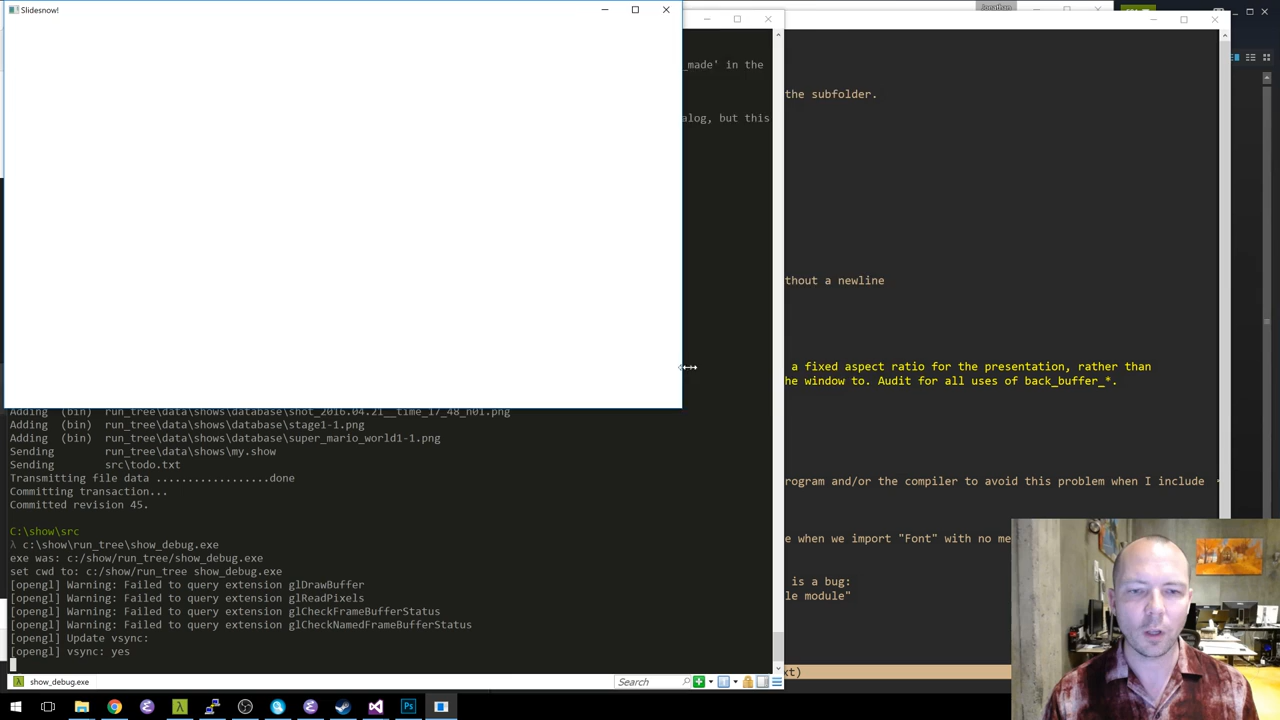 Slidesnow!
Jonathan
_made' in the
the subfolder.
alog, but this
thout a newline
a fixed aspect ratio for the presentation, rather than
he window to. Audit for all uses of back_buffer_*.
Adding (bin) run_tree\data\shows\database\shot_2016.04.21__time_17_48_n01.png
Adding (bin) run_tree\data\shows\database\stage1-1.png
Adding (bin) run_tree\data\shows\database\super_mario_world1-1.png
Sending run_tree\data\shows\my.show
Sending src\todo.txt
Transmitting file data ..................done
Committing transaction...
Committed revision 45.
rogram and/or the compiler to avoid this problem when I include
C:\show\src
λ c:\show\run_tree\show_debug.exe
e when we import "Font" with no me
exe was: c:/show/run_tree/show_debug.exe
set cwd to: c:/show/run_tree show_debug.exe
is a bug:
[opengl] Warning: Failed to query extension glDrawBuffer
le module"
[opengl] Warning: Failed to query extension glReadPixels
[opengl] Warning: Failed to query extension glCheckFrameBufferStatus
[opengl] Warning: Failed to query extension glCheckNamedFrameBufferStatus
[opengl] Update vsync:
[opengl] vsync: yes
xt)
show_debug.exe
Search